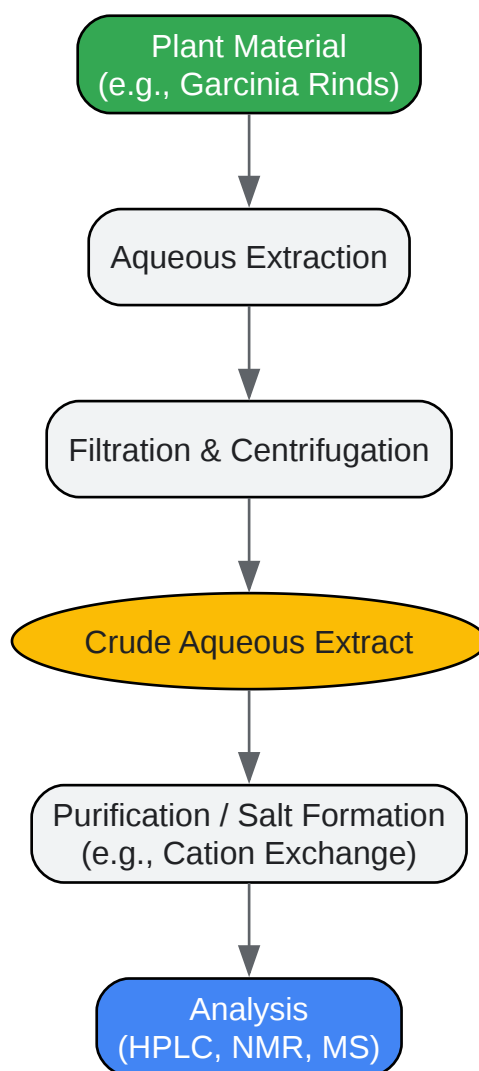 Plant Material
(e.g., Garcinia Rinds)
Aqueous Extraction
Filtration & Centrifugation
Crude Aqueous Extract
Purification / Salt Formation
(e.g., Cation Exchange)
Analysis
(HPLC, NMR, MS)